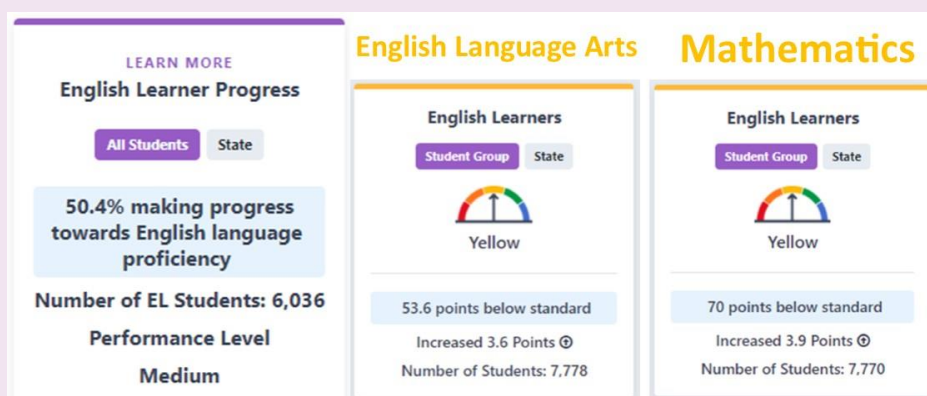 LEARN MORE
English Learner Progress
All Students State
50.4% making progress
towards English language
proficiency
Number of EL Students: 6,036
Performance Level
Medium
English Language Arts
English Learners
Student Group State
Yellow
53.6 points below standard
Increased 3.6 Points
Number of Students: 7,778
Mathematics
English Learners
Student Group State
Yellow
70 points below standard
Increased 3.9 Points
Number of Students: 7,770